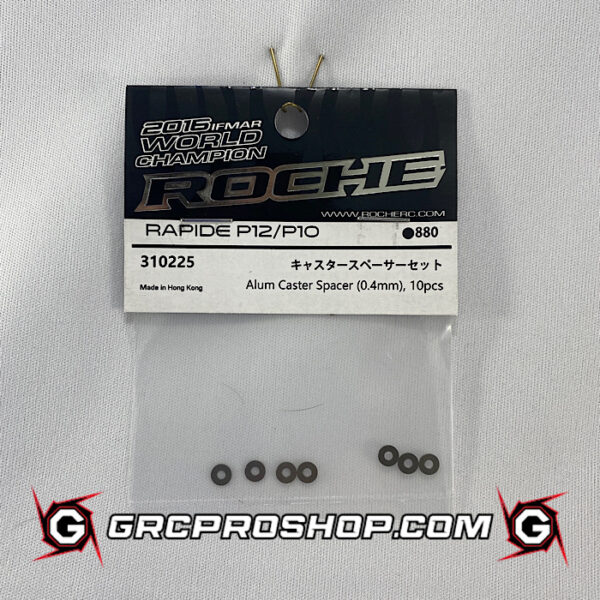 2015 IFMAR
WORLD
CHAMPION
ROCHE
WWW.ROCHERC.COM
RAPIDE P12/P10 ●880
310225 キャスタースペーサーセット
Made in Hong Kong Alum Caster Spacer (0.4mm), 10pcs
G GRCPROSHOP.COM G